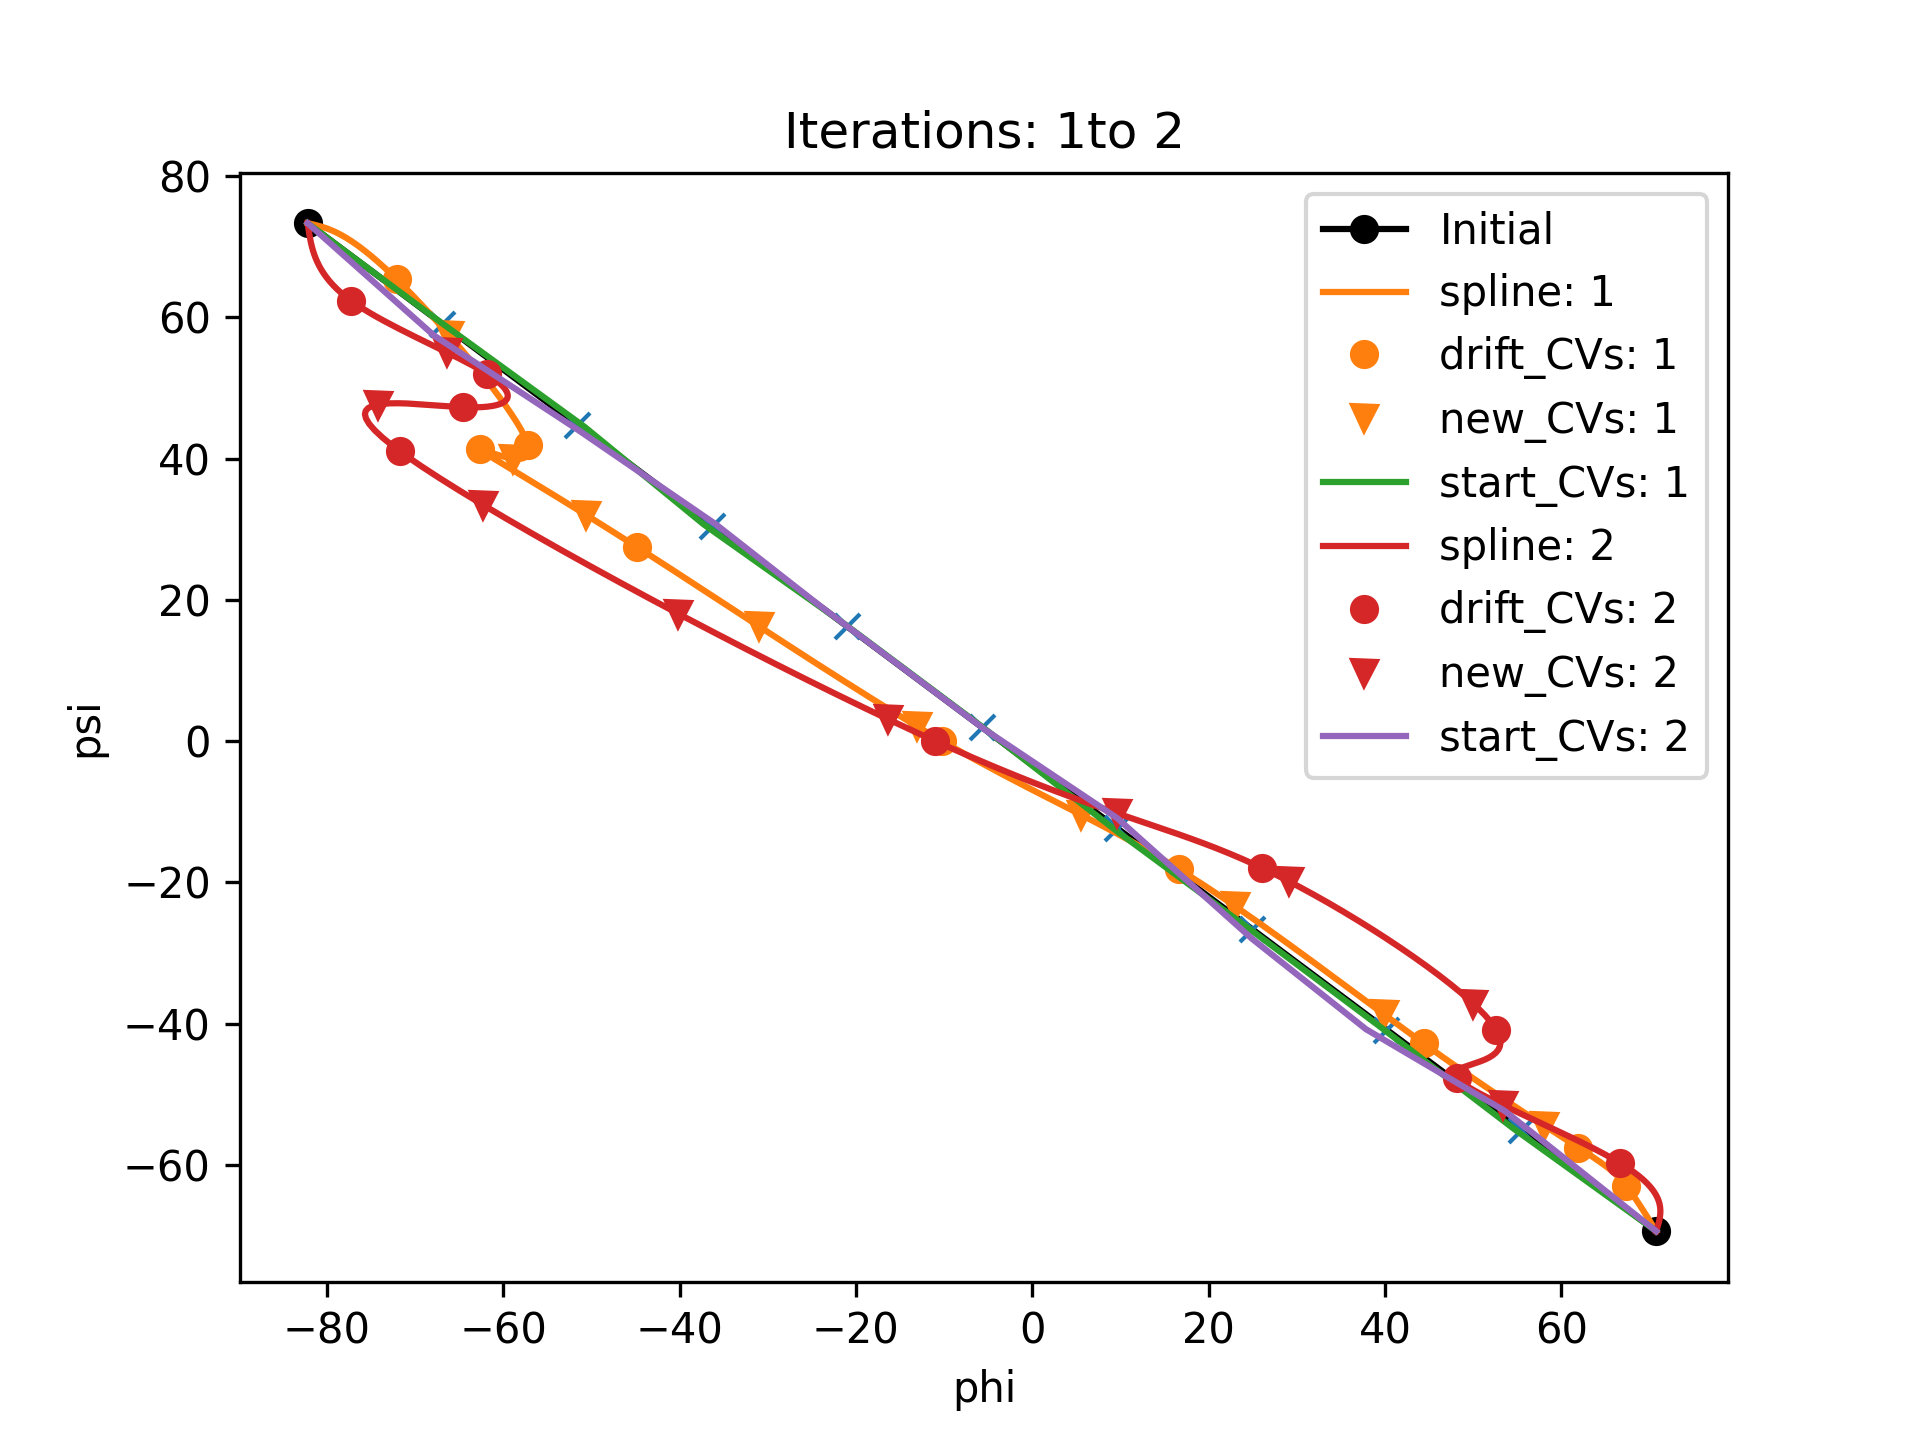 Iterations: 1to 2
80
60
40
20
0
−20
−40
−60
psi
−80
−60
−40
−20
0
20
40
60
phi
Initial
spline: 1
drift_CVs: 1
new_CVs: 1
start_CVs: 1
spline: 2
drift_CVs: 2
new_CVs: 2
start_CVs: 2